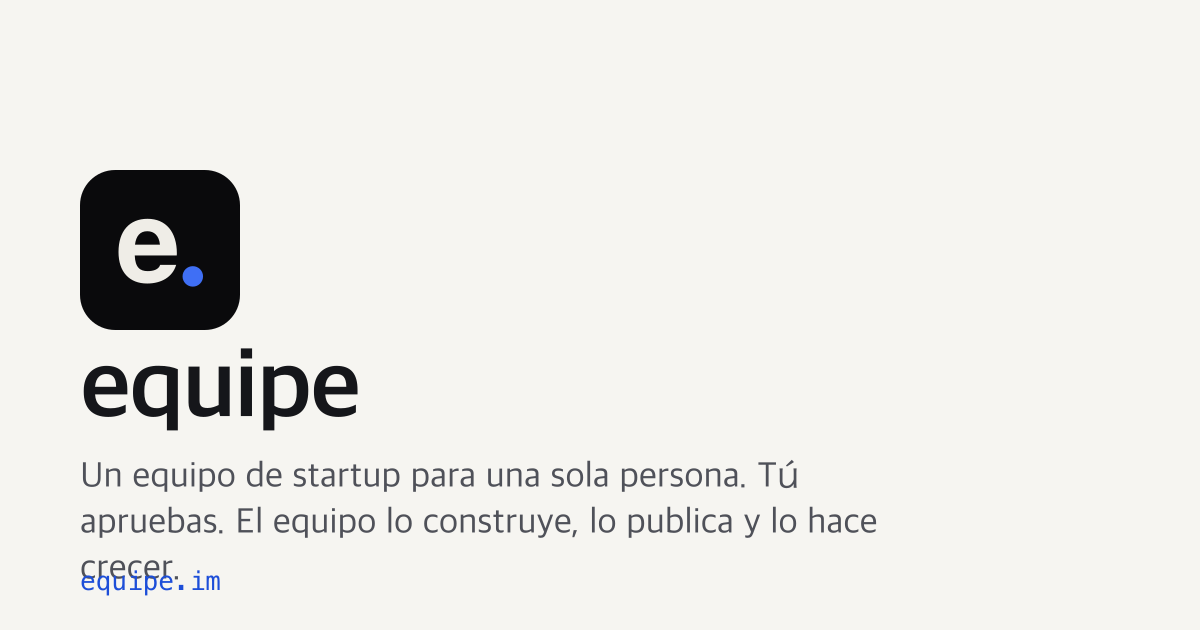 e.
equipe
Un equipo de startup para una sola persona. Tú
apruebas. El equipo lo construye, lo publica y lo hace
crecer.
equipe.im